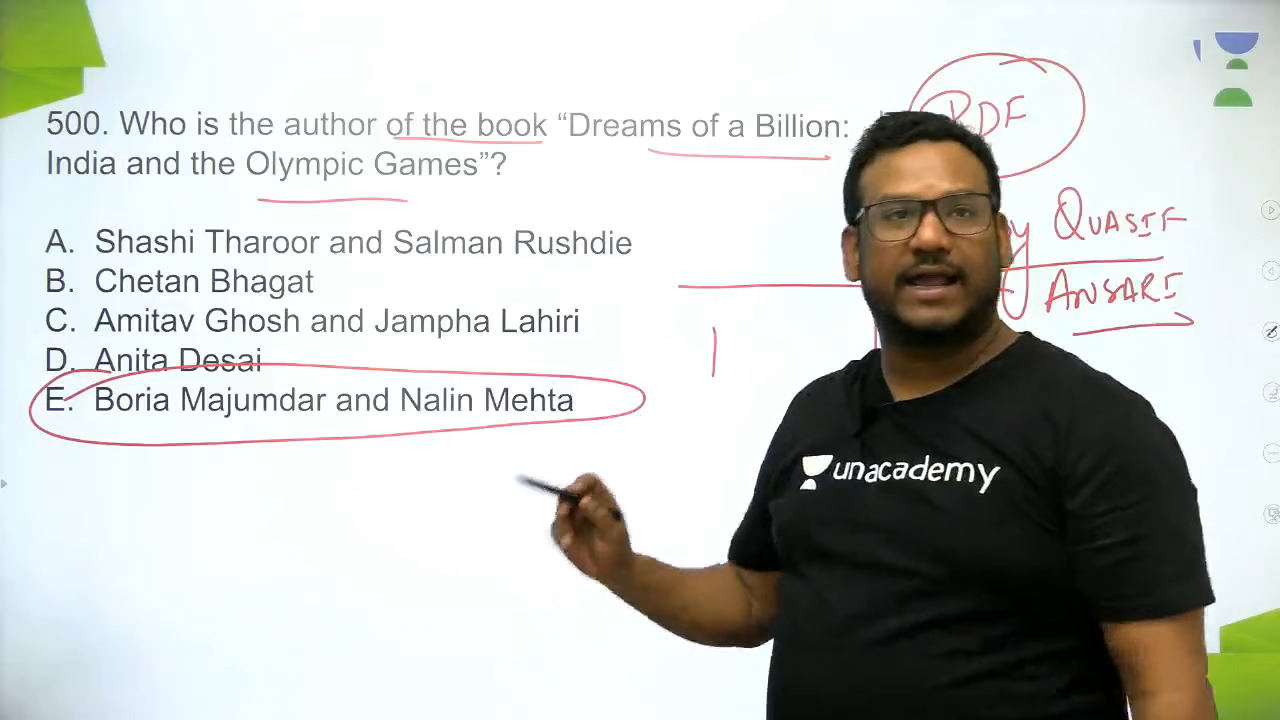 500. Who is the author of the book “Dreams of a Billion:
India and the Olympic Games”?
A. Shashi Tharoor and Salman Rushdie
B. Chetan Bhagat
C. Amitav Ghosh and Jampha Lahiri
D. Anita Desai
E. Boria Majumdar and Nalin Mehta
PDF
QUASIF
ANSARI
unacademy